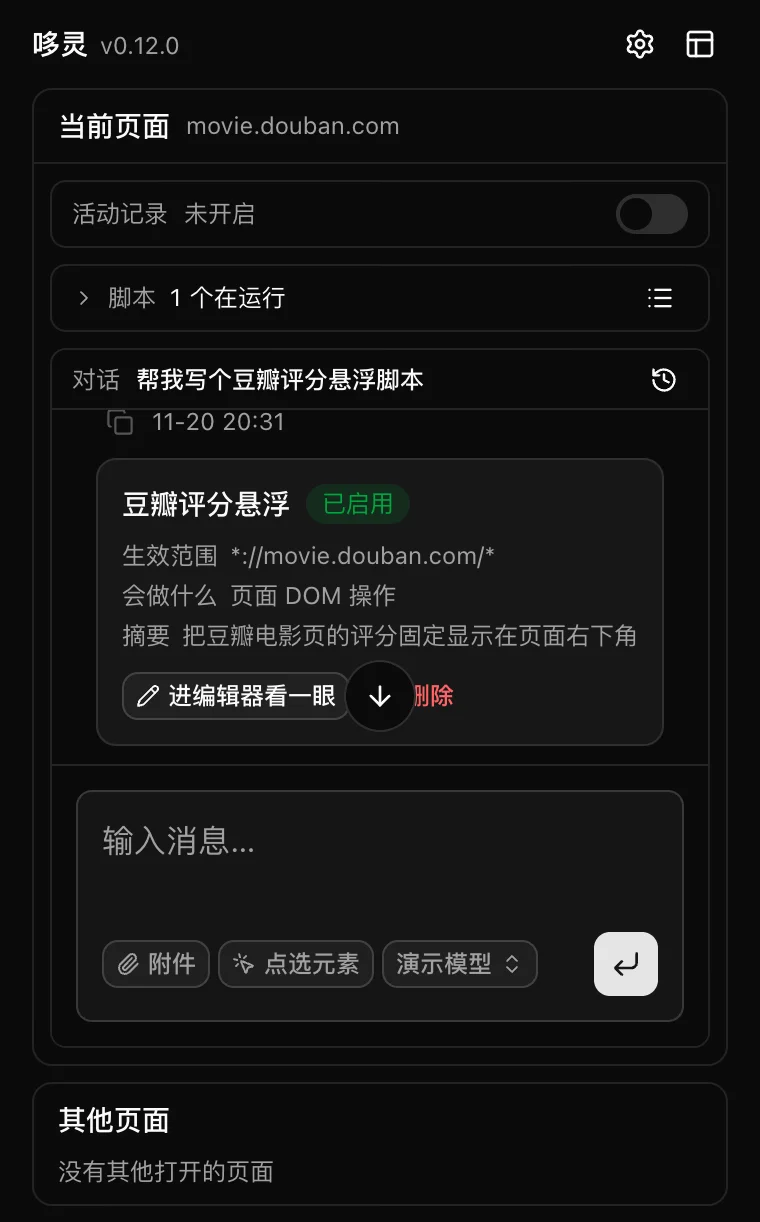 哆灵 v0.12.0
当前页面 movie.douban.com
活动记录 未开启
脚本 1 个在运行
对话 帮我写个豆瓣评分悬浮脚本
11-20 20:31
豆瓣评分悬浮 已启用
生效范围 *://movie.douban.com/*
会做什么 页面 DOM 操作
摘要 把豆瓣电影页的评分固定显示在页面右下角
进编辑器看一眼 删除
输入消息...
附件 点选元素 演示模型
其他页面
没有其他打开的页面